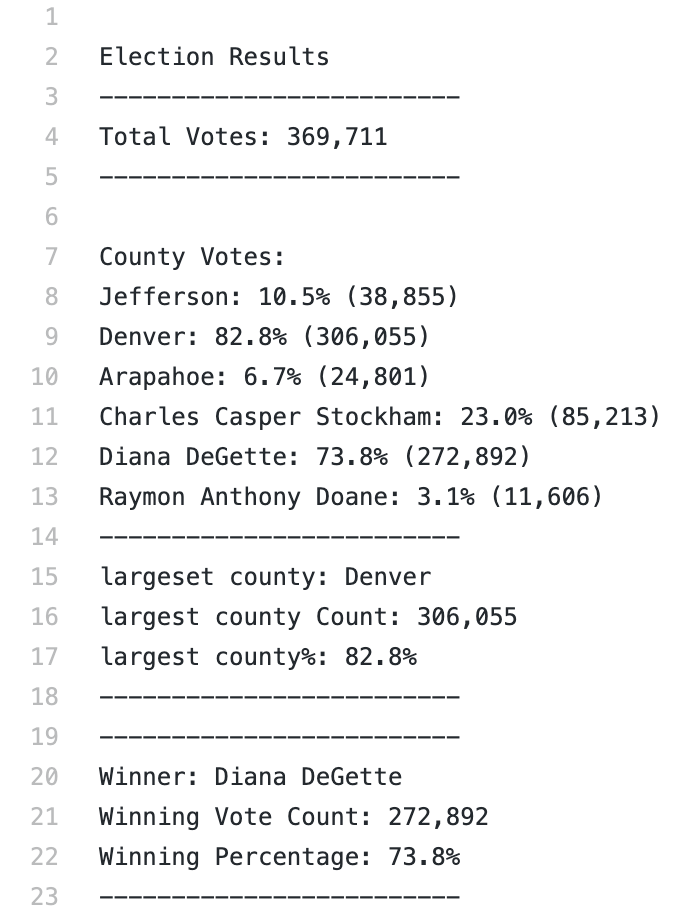 1
2 Election Results
3 -------------------------
4 Total Votes: 369,711
5 -------------------------
6
7 County Votes:
8 Jefferson: 10.5% (38,855)
9 Denver: 82.8% (306,055)
10 Arapahoe: 6.7% (24,801)
11 Charles Casper Stockham: 23.0% (85,213)
12 Diana DeGette: 73.8% (272,892)
13 Raymon Anthony Doane: 3.1% (11,606)
14 -------------------------
15 largeset county: Denver
16 largest county Count: 306,055
17 largest county%: 82.8%
18 -------------------------
19 -------------------------
20 Winner: Diana DeGette
21 Winning Vote Count: 272,892
22 Winning Percentage: 73.8%
23 -------------------------